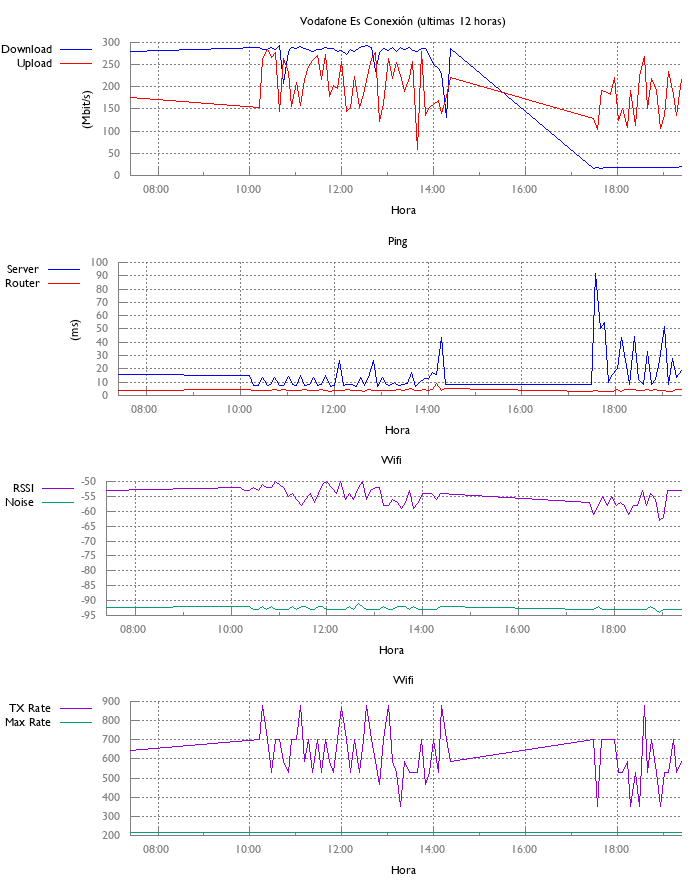 Vodafone Es Conexión (ultimas 12 horas)
Download
Upload
(Mbit/s)
300
250
200
150
100
50
0
08:00 10:00 12:00 14:00 16:00 18:00
Hora
Ping
Server
Router
(ms)
100
90
80
70
60
50
40
30
20
10
0
08:00 10:00 12:00 14:00 16:00 18:00
Hora
Wifi
RSSI
Noise
-50
-55
-60
-65
-70
-75
-80
-85
-90
-95
08:00 10:00 12:00 14:00 16:00 18:00
Hora
Wifi
TX Rate
Max Rate
900
800
700
600
500
400
300
200
08:00 10:00 12:00 14:00 16:00 18:00
Hora